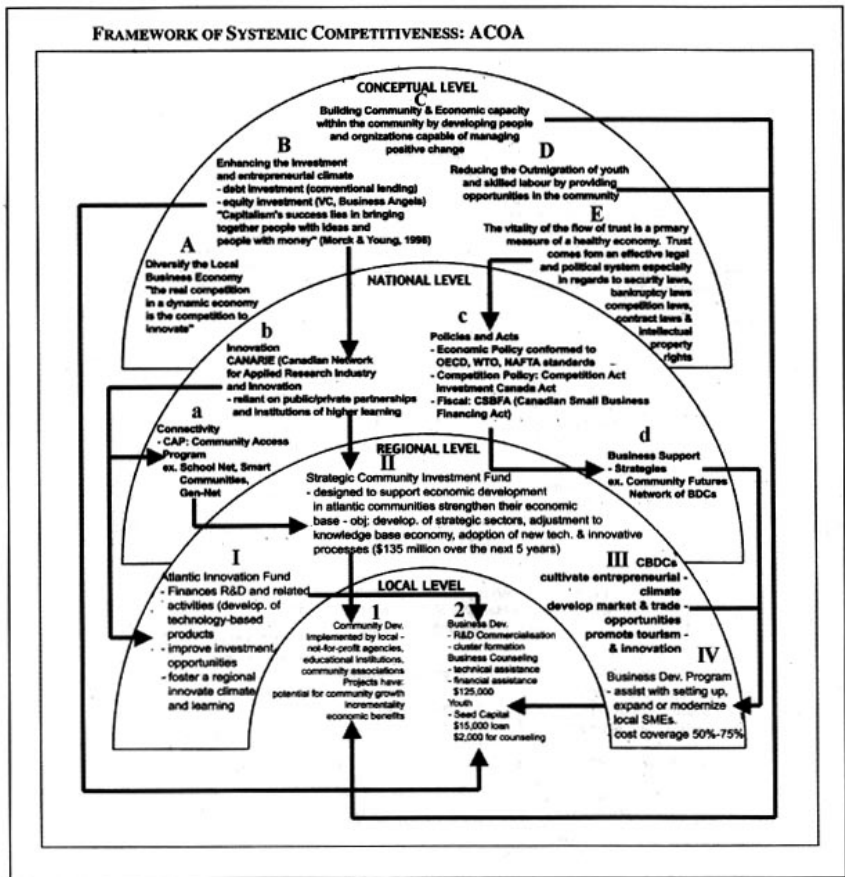 FRAMEWORK OF SYSTEMIC COMPETITIVENESS: ACOA
CONCEPTUAL LEVEL
C
Building Community & Economic capacity
within the community by developing people
and orgnizations capable of managing
positive change
B
Enhancing the Investment
and entrepreneurial climate
- debt investment (conventional lending)
- equity investment (VC, Business Angels)
"Capitalism's success lies in bringing
together people with ideas and
people with money" (Morck & Young, 1998)
D
Reducing the Outmigration of youth
and skilled labour by providing
opportunities in the community
E
The vitality of the flow of trust is a prmary
measure of a healthy economy. Trust
comes fom an effective legal
and political system especially
in regards to security laws,
bankruptcy laws
competition laws,
contract laws &
intellectual
property
rights
A
Diversify the Local
Business Economy
"the real competition
in a dynamic economy
is the competition to
innovate"
NATIONAL LEVEL
b
Innovation
CANARIE (Canadian Network
for Applied Research Industry
and Innovation
- reliant on public/private partnerships
and institutions of higher learning
c
Policies and Acts
- Economic Policy conformed to
OECD, WTO, NAFTA standards
- Competition Policy: Competition Act
Investment Canada Act
- Fiscal: CSBFA (Canadian Small Business
Financing Act)
a
Connectivity
- CAP: Community Access
Program
ex. School Net, Smart
Communities,
Gen-Net
d
Business Support
- Strategies
ex. Community Futures
Network of BDCs
REGIONAL LEVEL
II
Strategic Community Investment Fund
- designed to support economic development
in atlantic communities strengthen their economic
base - obj: develop. of strategic sectors, adjustment to
knowledge base economy, adoption of new tech. & innovative
processes ($135 million over the next 5 years)
I
Atlantic Innovation Fund
- Finances R&D and related
activities (develop. of
technology-based
products
- improve investment
opportunities
- foster a regional
innovate climate
and learning
III CBDCs
cultivate entrepreneurial -
climate
develop market & trade -
opportunities
promote tourism -
& innovation
IV
Business Dev. Program
- assist with setting up,
expand or modernize
local SMEs.
- cost coverage 50%-75%
LOCAL LEVEL
1
Community Dev.
Implemented by local -
not-for-profit agencies,
educational institutions,
community associations
Projects have:
potential for community growth
incrementality
economic benefits
2
Business Dev.
- R&D Commercialisation
- cluster formation
Business Counseling
- technical assistance
- financial assistance
$125,000
Youth
- Seed Capital
$15,000 loan
$2,000 for counseling